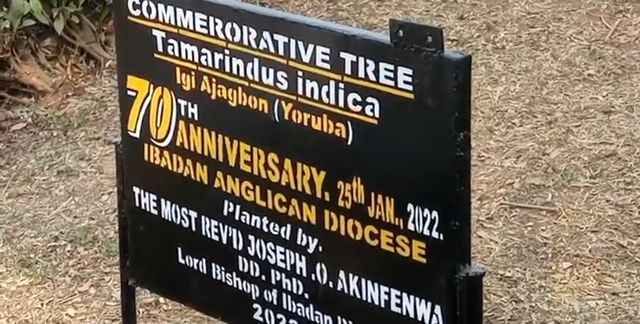 COMMERORATIVE TREE
Tamarindus indica
Igi Ajagbon (Yoruba)
70TH ANNIVERSARY. 25th JAN., 2022.
IBADAN ANGLICAN DIOCESE
Planted by.
THE MOST REV'D JOSEPH .O. AKINFENWA
DD. PhD.
Lord Bishop of Ibadan